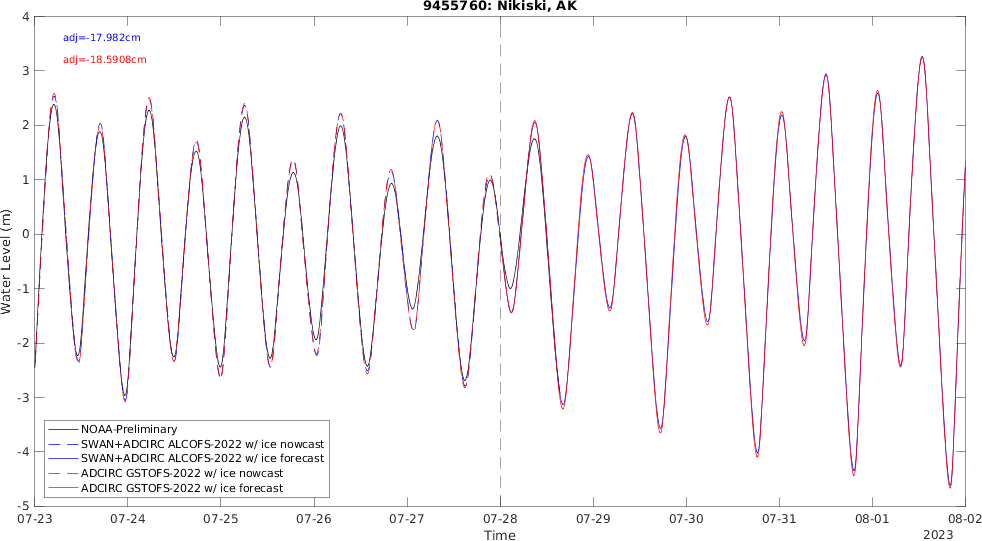 9455760: Nikiski, AK
adj=-17.982cm
adj=-18.5908cm
Water Level (m)
4
3
2
1
0
-1
-2
-3
-4
-5
NOAA-Preliminary
SWAN+ADCIRC ALCOFS-2022 w/ ice nowcast
SWAN+ADCIRC ALCOFS-2022 w/ ice forecast
ADCIRC GSTOFS-2022 w/ ice nowcast
ADCIRC GSTOFS-2022 w/ ice forecast
07-23 07-24 07-25 07-26 07-27 07-28 07-29 07-30 07-31 08-01 08-02
Time
2023